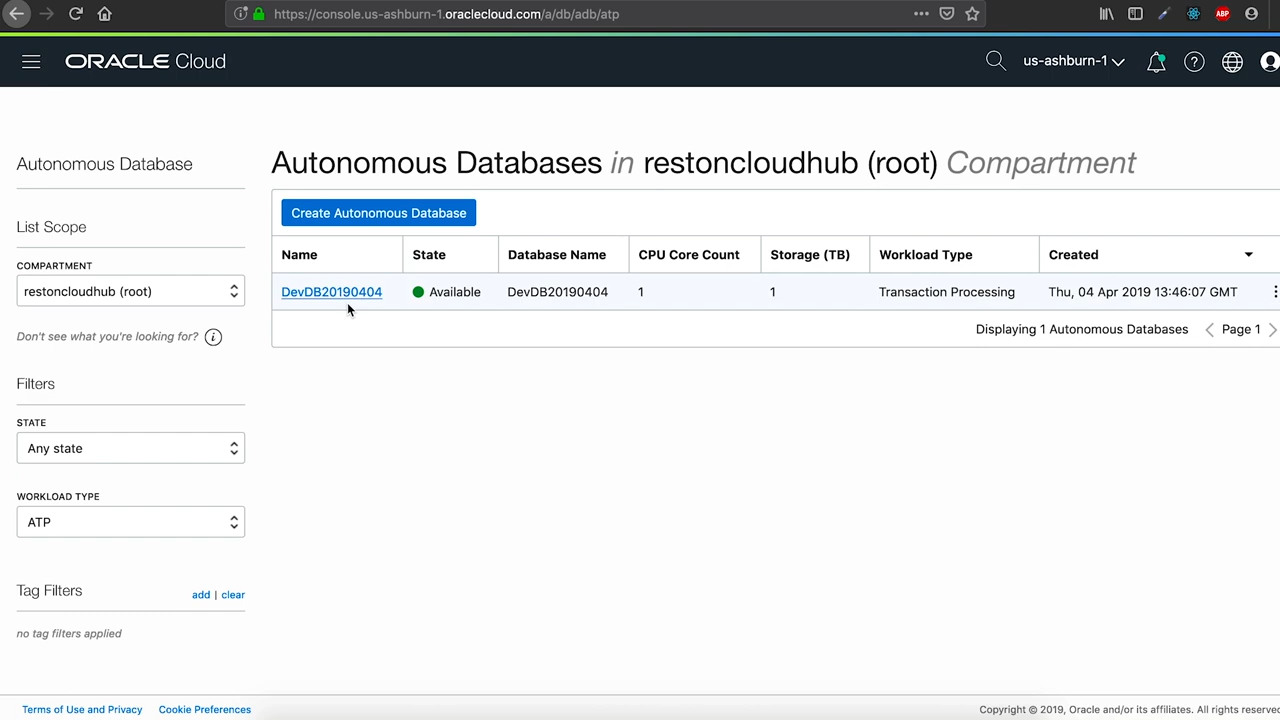 https://console.us-ashburn-1.oraclecloud.com/a/db/adb/atp
ABP
ORACLE Cloud
us-ashburn-1
Autonomous Database
List Scope
COMPARTMENT
restoncloudhub (root)
Don't see what you're looking for?
Filters
STATE
Any state
WORKLOAD TYPE
ATP
Tag Filters
add | clear
no tag filters applied
Autonomous Databases in restoncloudhub (root) Compartment
Create Autonomous Database
Name State Database Name CPU Core Count Storage (TB) Workload Type Created
DevDB20190404 Available DevDB20190404 1 1 Transaction Processing Thu, 04 Apr 2019 13:46:07 GMT
Displaying 1 Autonomous Databases < Page 1 >
Terms of Use and Privacy Cookie Preferences
Copyright © 2019, Oracle and/or its affiliates. All rights reserved